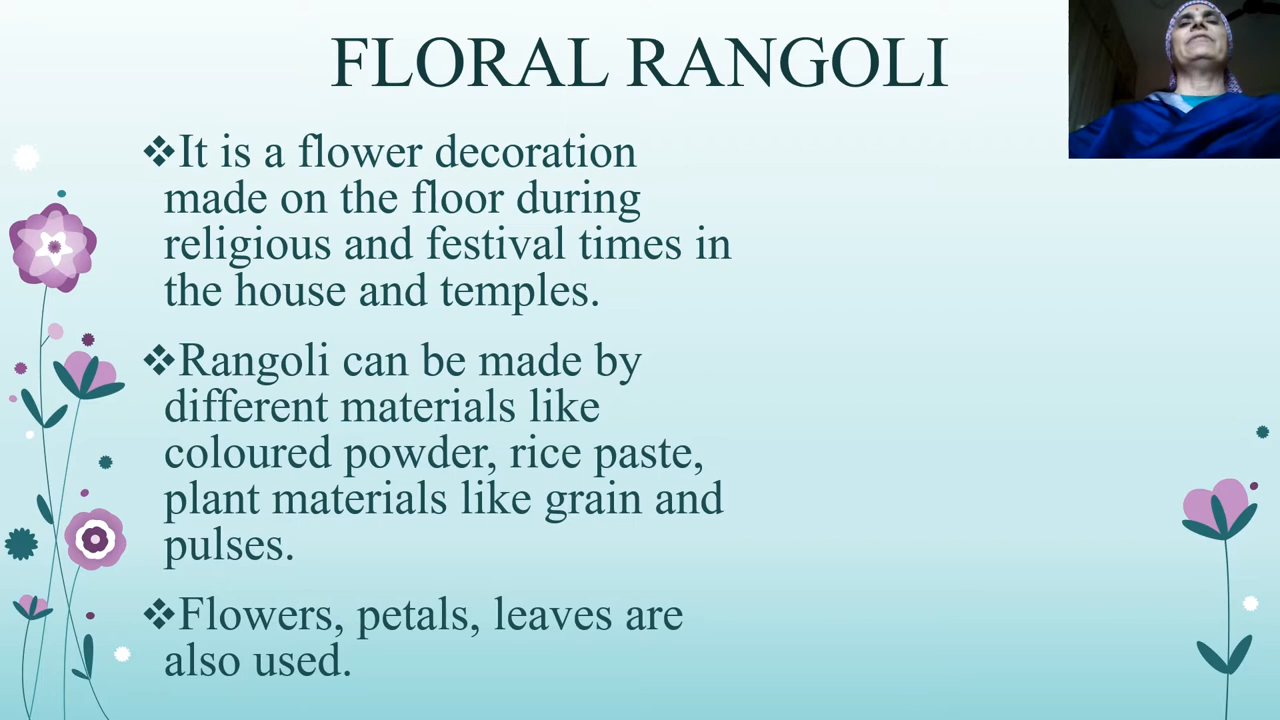 FLORAL RANGOLI
❖It is a flower decoration
made on the floor during
religious and festival times in
the house and temples.
❖Rangoli can be made by
different materials like
coloured powder, rice paste,
plant materials like grain and
pulses.
❖Flowers, petals, leaves are
also used.